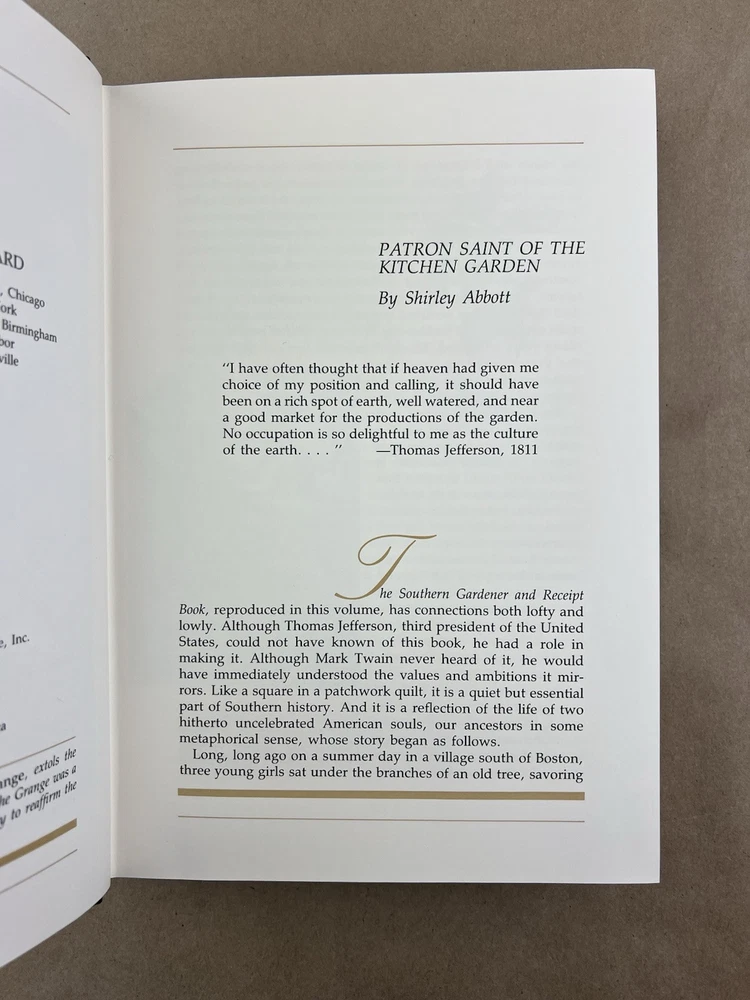 ARD
, Chicago
ork
Birmingham
bor
ville
e, Inc.
a
ange, extols the
he Grange was a
y to reaffirm the
PATRON SAINT OF THE
KITCHEN GARDEN
By Shirley Abbott
"I have often thought that if heaven had given me
choice of my position and calling, it should have
been on a rich spot of earth, well watered, and near
a good market for the productions of the garden.
No occupation is so delightful to me as the culture
of the earth. . . . " —Thomas Jefferson, 1811
The Southern Gardener and Receipt
Book, reproduced in this volume, has connections both lofty and
lowly. Although Thomas Jefferson, third president of the United
States, could not have known of this book, he had a role in
making it. Although Mark Twain never heard of it, he would
have immediately understood the values and ambitions it mir-
rors. Like a square in a patchwork quilt, it is a quiet but essential
part of Southern history. And it is a reflection of the life of two
hitherto uncelebrated American souls, our ancestors in some
metaphorical sense, whose story began as follows.
Long, long ago on a summer day in a village south of Boston,
three young girls sat under the branches of an old tree, savoring